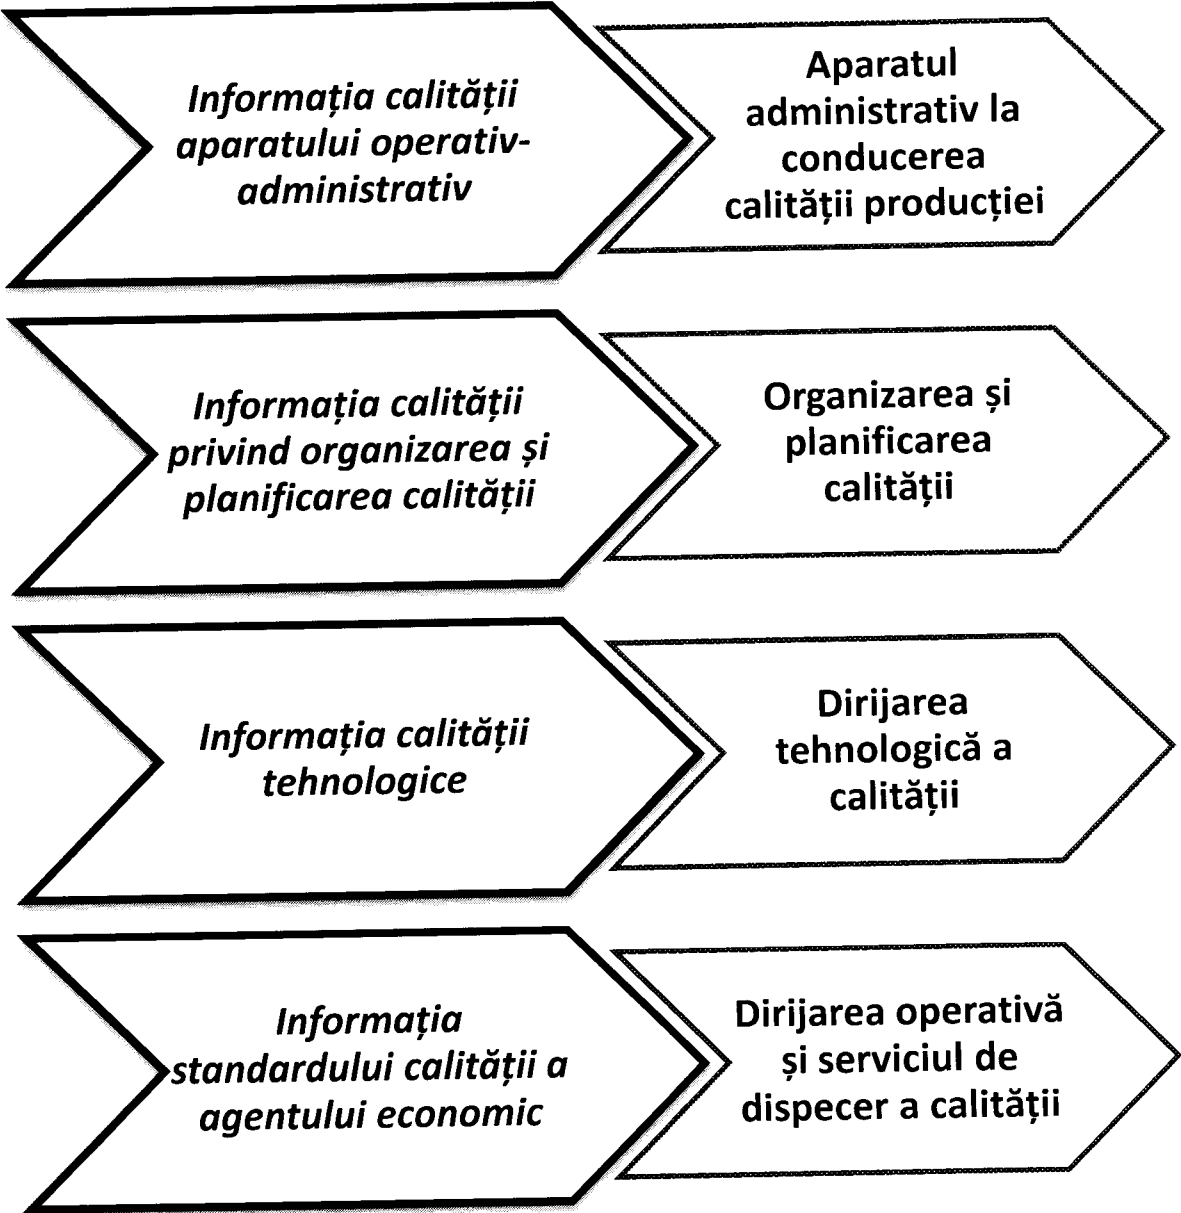 Informația calității
aparatului operativ-
administrativ
Aparatul
administrativ la
conducerea
calității producției
Informația calității
privind organizarea și
planificarea calității
Organizarea și
planificarea
calității
Informația calității
tehnologice
Dirijarea
tehnologică a
calității
Informația
standardului calității a
agentului economic
Dirijarea operativă
și serviciul de
dispecer a calității